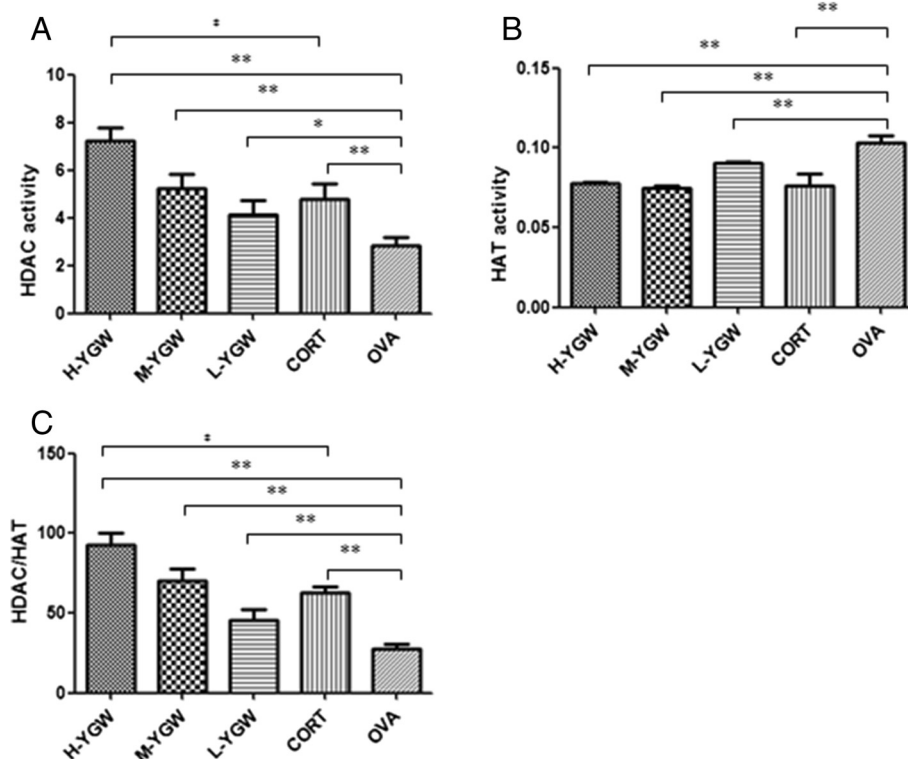 A
‡
**
**
*
**
10
8
6
4
2
0
HDAC activity
H-YGW
M-YGW
L-YGW
CORT
OVA
B
**
**
**
**
0.15
0.10
0.05
0.00
HAT activity
H-YGW
M-YGW
L-YGW
CORT
OVA
C
‡
**
**
**
**
150
100
50
0
HDAC/HAT
H-YGW
M-YGW
L-YGW
CORT
OVA